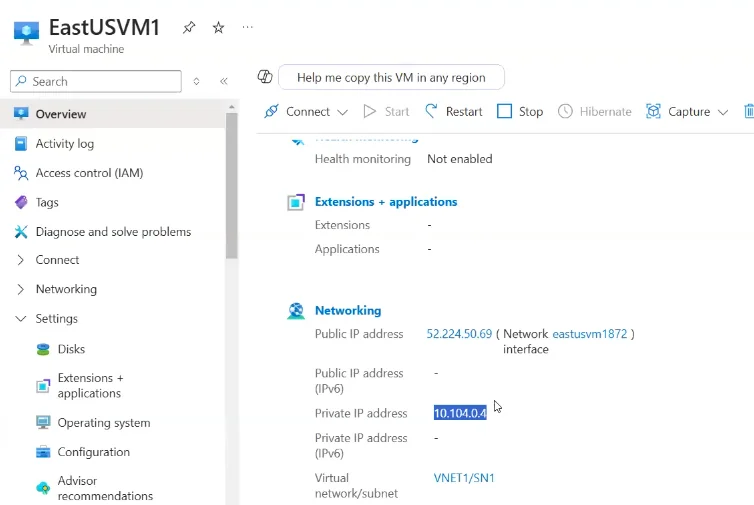 EastUSVM1
Virtual machine
Search
Help me copy this VM in any region
Connect
Start
Restart
Stop
Hibernate
Capture
Overview
Activity log
Access control (IAM)
Tags
Diagnose and solve problems
Connect
Networking
Settings
Disks
Extensions +
applications
Operating system
Configuration
Advisor
recommendations
Health monitoring
Health monitoring Not enabled
Extensions + applications
Extensions -
Applications -
Networking
Public IP address 52.224.50.69 ( Network eastusvm1872 )
interface
Public IP address -
(IPv6)
Private IP address 10.104.0.4
Private IP address -
(IPv6)
Virtual VNET1/SN1
network/subnet